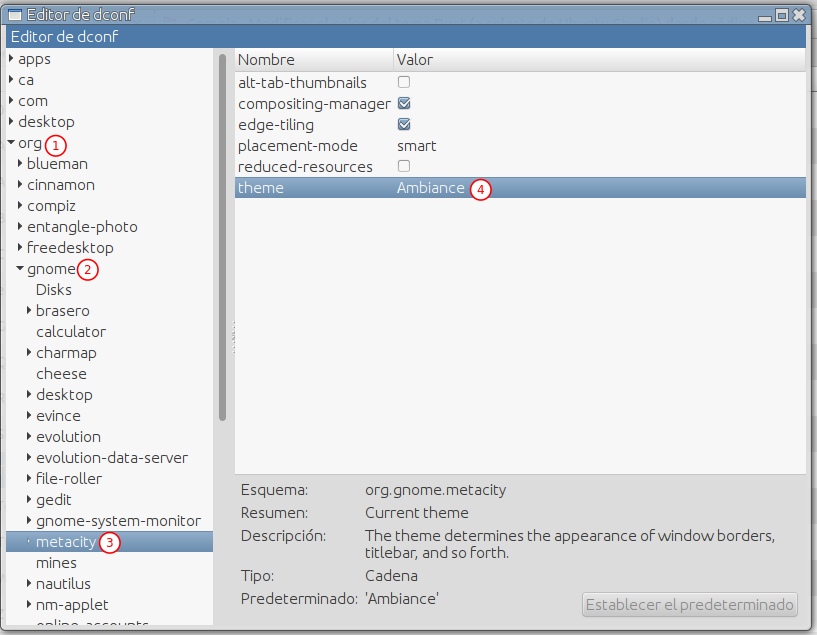 Editor de dconf
Editor de dconf
apps
ca
com
desktop
org 1
blueman
cinnamon
compiz
entangle-photo
freedesktop
gnome 2
Disks
brasero
calculator
charmap
cheese
desktop
evince
evolution
evolution-data-server
file-roller
gedit
gnome-system-monitor
metacity 3
mines
nautilus
nm-applet
online-accounts
Nombre Valor
alt-tab-thumbnails
compositing-manager
edge-tiling
placement-mode smart
reduced-resources
theme Ambiance 4
Esquema: org.gnome.metacity
Resumen: Current theme
Descripción: The theme determines the appearance of window borders,
titlebar, and so forth.
Tipo: Cadena
Predeterminado: 'Ambiance'
Establecer el predeterminado